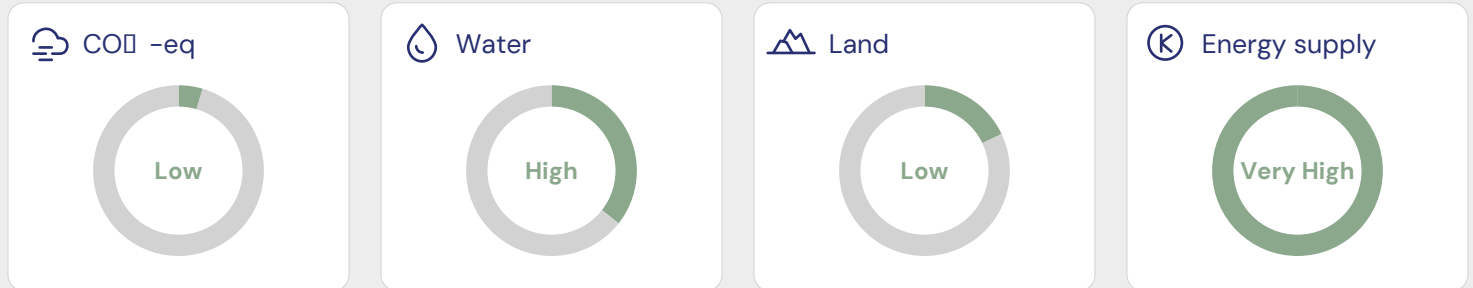 CO▯ -eq
Water
Land
Energy supply
Low
High
Low
Very High